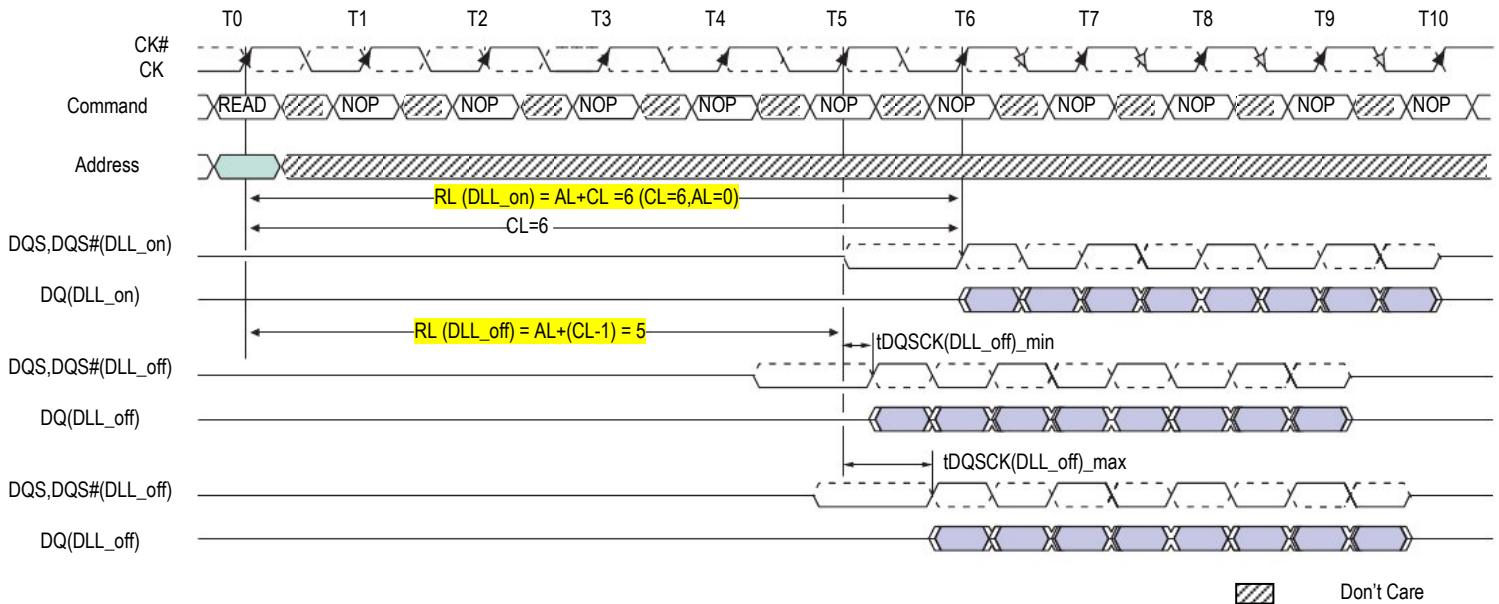 T0 T1 T2 T3 T4 T5 T6 T7 T8 T9 T10
CK#
CK
Command READ NOP NOP NOP NOP NOP NOP NOP NOP NOP NOP
Address
RL (DLL_on) = AL+CL =6 (CL=6,AL=0)
CL=6
DQS,DQS#(DLL_on)
DQ(DLL_on)
RL (DLL_off) = AL+(CL-1) = 5
tDQSCK(DLL_off)_min
DQS,DQS#(DLL_off)
DQ(DLL_off)
tDQSCK(DLL_off)_max
DQS,DQS#(DLL_off)
DQ(DLL_off)
Don't Care